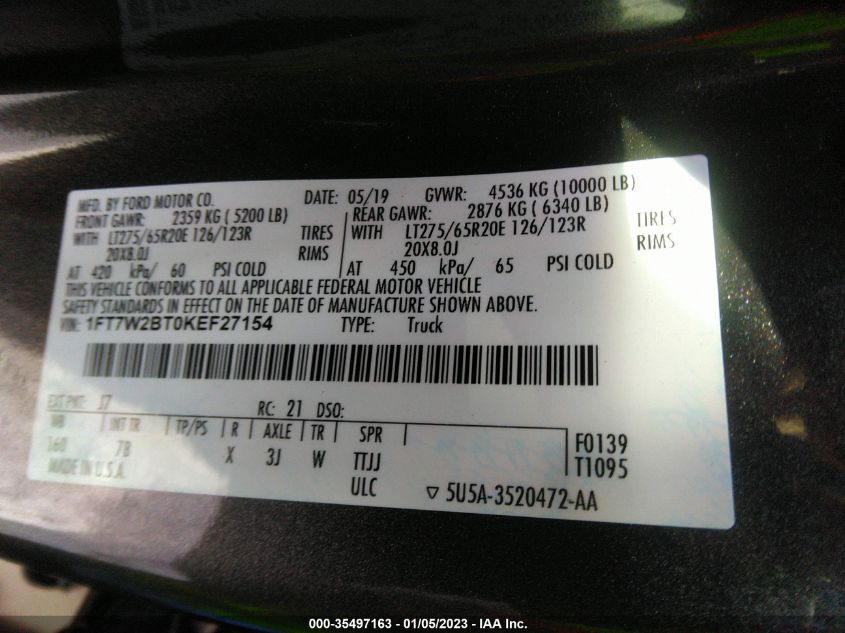 MFD. BY FORD MOTOR CO. DATE: 05/19 GVWR: 4536 KG (10000 LB)
FRONT GAWR: 2359 KG ( 5200 LB) REAR GAWR: 2876 KG ( 6340 LB)
WITH LT275/65R20E 126/123R TIRES WITH LT275/65R20E 126/123R TIRES
20X8.0J RIMS 20X8.0J RIMS
AT 420 kPa/ 60 PSI COLD AT 450 kPa/ 65 PSI COLD
THIS VEHICLE CONFORMS TO ALL APPLICABLE FEDERAL MOTOR VEHICLE
SAFETY STANDARDS IN EFFECT ON THE DATE OF MANUFACTURE SHOWN ABOVE.
VIN: 1FT7W2BT0KEF27154 TYPE: Truck
EXT PNT: J7 RC: 21 DSO:
WB INT TR TP/PS R AXLE TR SPR
160 7B X 3J W TTJJ F0139
MADE IN U.S.A. ULC T1095
5U5A-3520472-AA
000-35497163 - 01/05/2023 - IAA Inc.